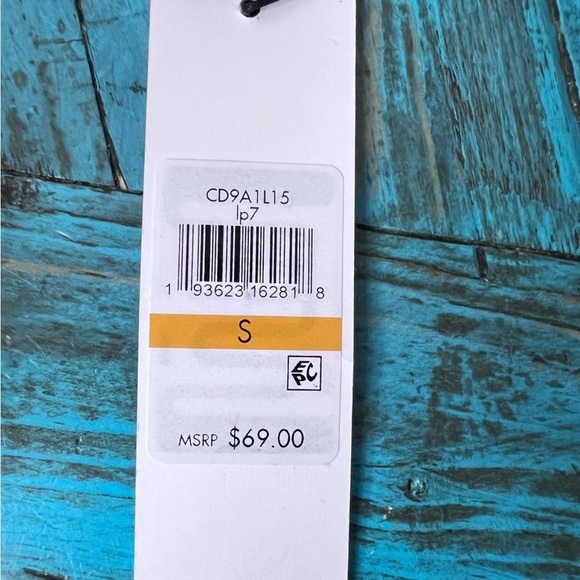 CD9A1L15
lp7
1 93623 16281 8
S
EPC
MSRP $69.00